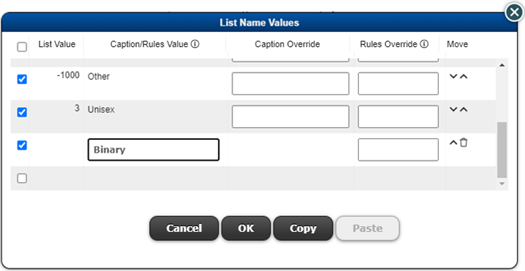 List Name Values
List Value Caption/Rules Value Caption Override Rules Override Move
-1000 Other
3 Unisex
Binary
Cancel OK Copy Paste